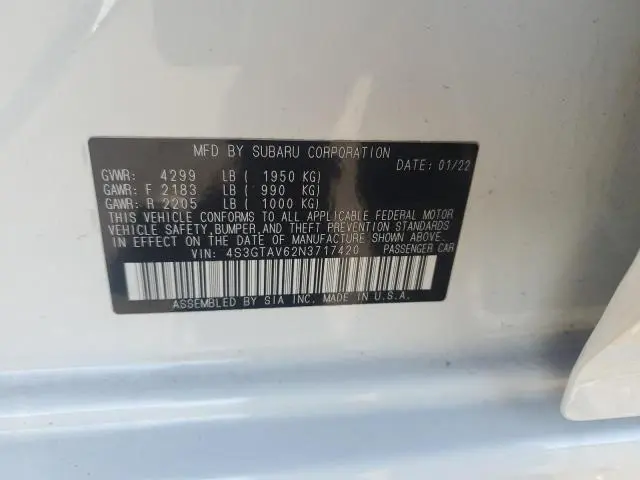 MFD BY SUBARU CORPORATION
DATE: 01/22
GVWR: 4299 LB ( 1950 KG)
GAWR: F 2183 LB ( 990 KG)
GAWR: R 2205 LB ( 1000 KG)
THIS VEHICLE CONFORMS TO ALL APPLICABLE FEDERAL MOTOR
VEHICLE SAFETY, BUMPER, AND THEFT PREVENTION STANDARDS
IN EFFECT ON THE DATE OF MANUFACTURE SHOWN ABOVE.
VIN: 4S3GTAV62N3717420 PASSENGER CAR
ASSEMBLED BY SIA INC. MADE IN U.S.A.